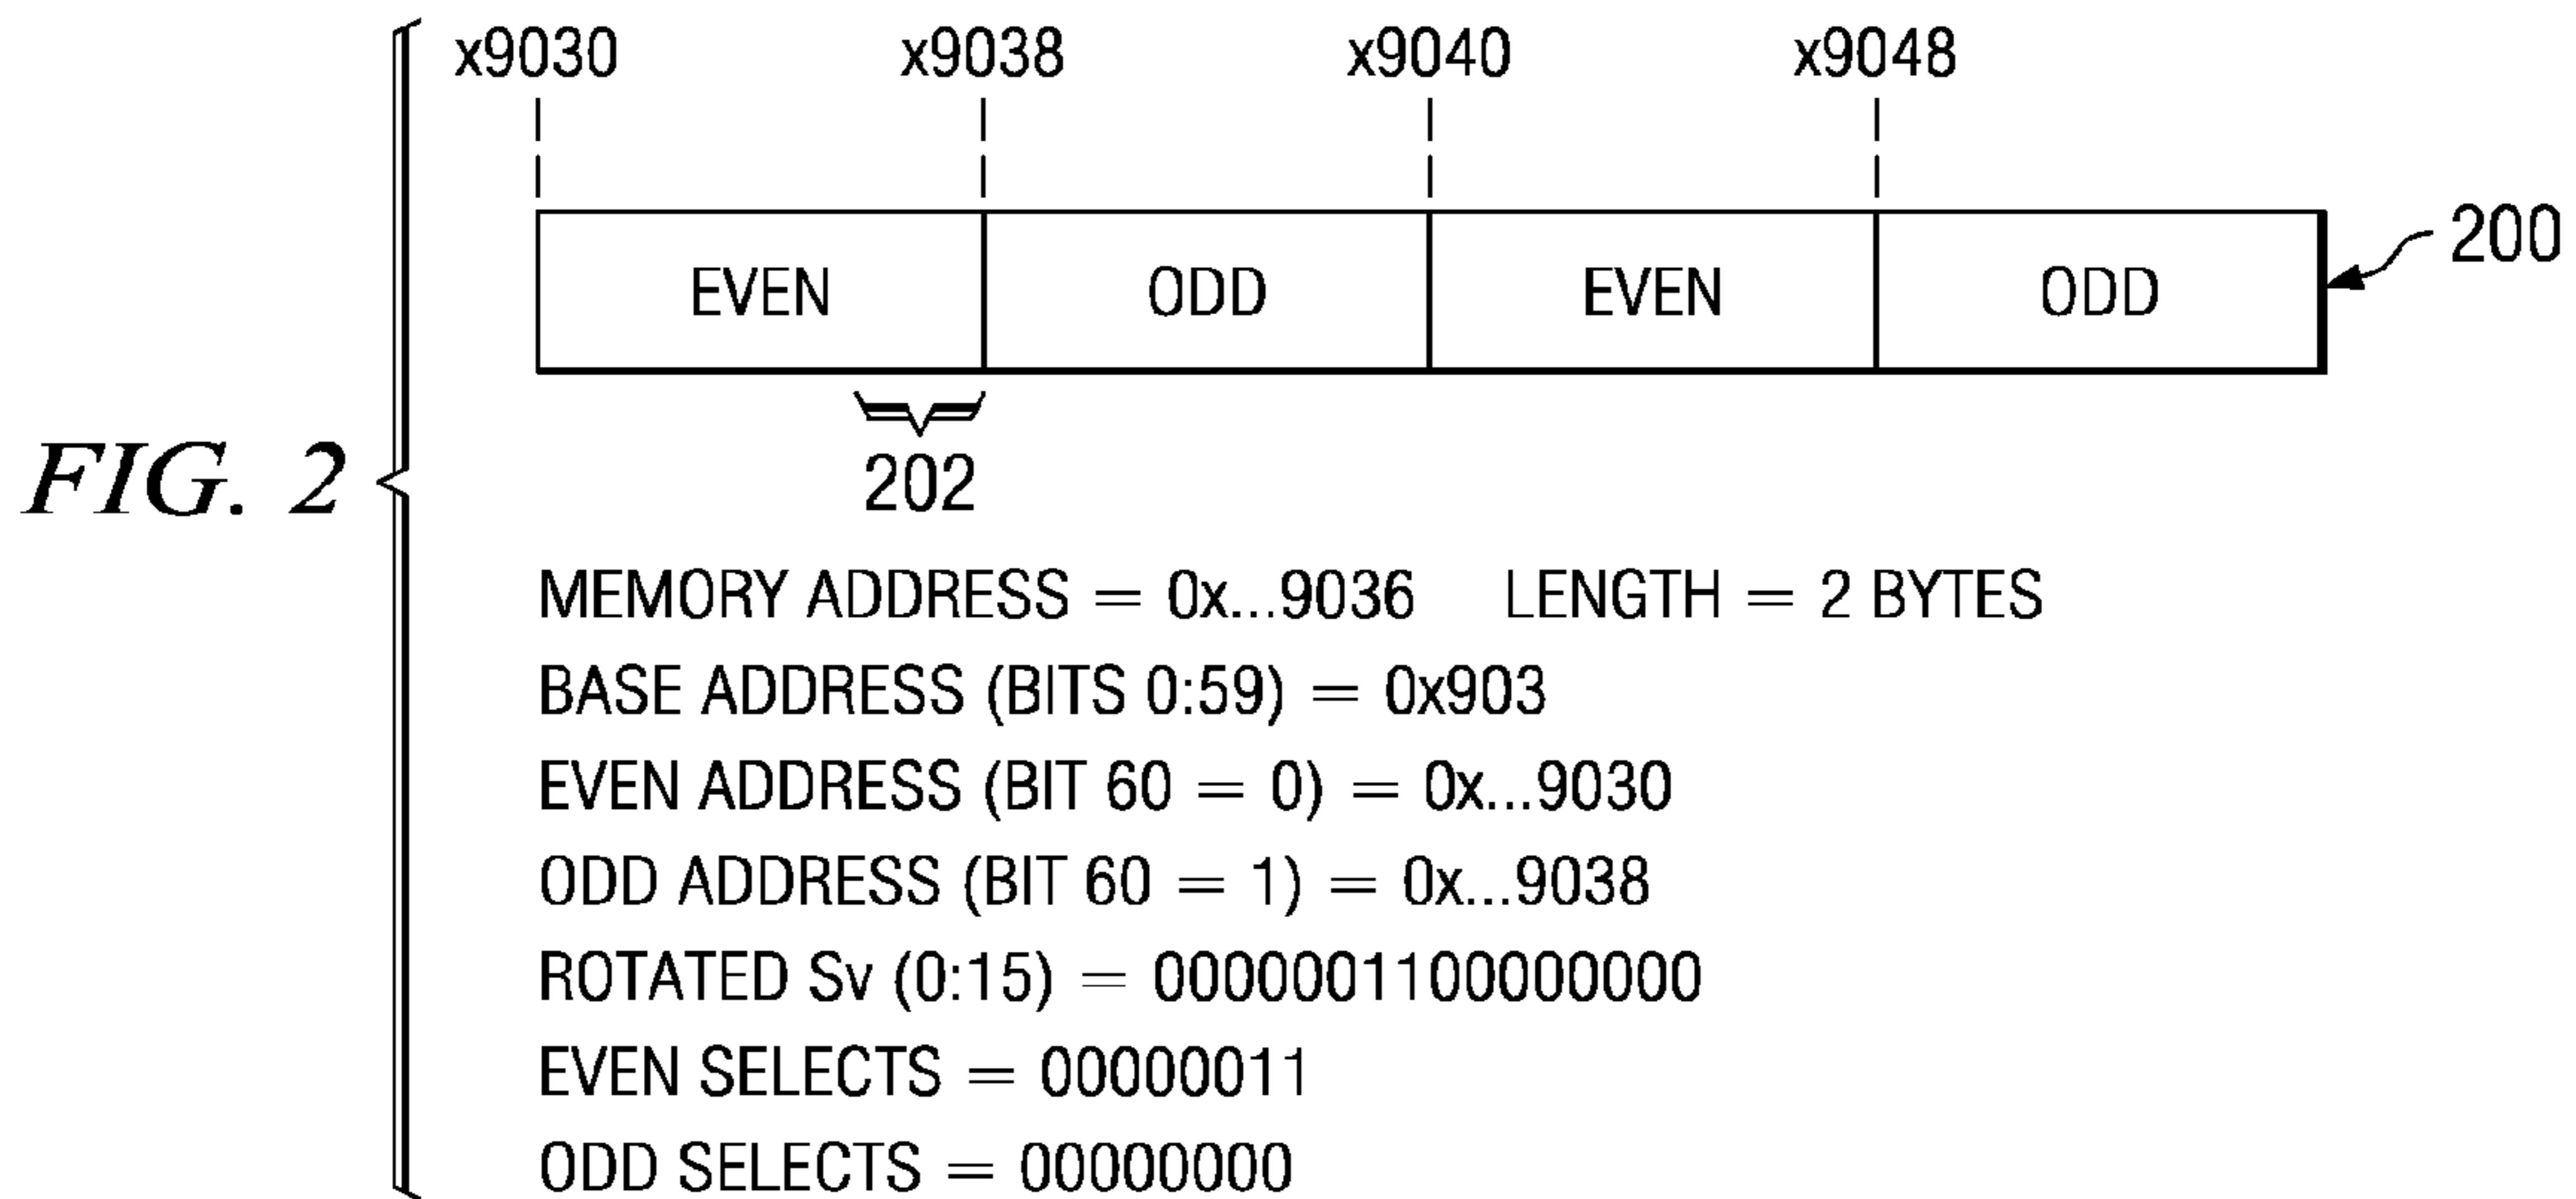 x9030 x9038 x9040 x9048
EVEN ODD EVEN ODD
200
202
FIG. 2
MEMORY ADDRESS = 0x...9036 LENGTH = 2 BYTES
BASE ADDRESS (BITS 0:59) = 0x903
EVEN ADDRESS (BIT 60 = 0) = 0x...9030
ODD ADDRESS (BIT 60 = 1) = 0x...9038
ROTATED Sv (0:15) = 0000001100000000
EVEN SELECTS = 00000011
ODD SELECTS = 00000000